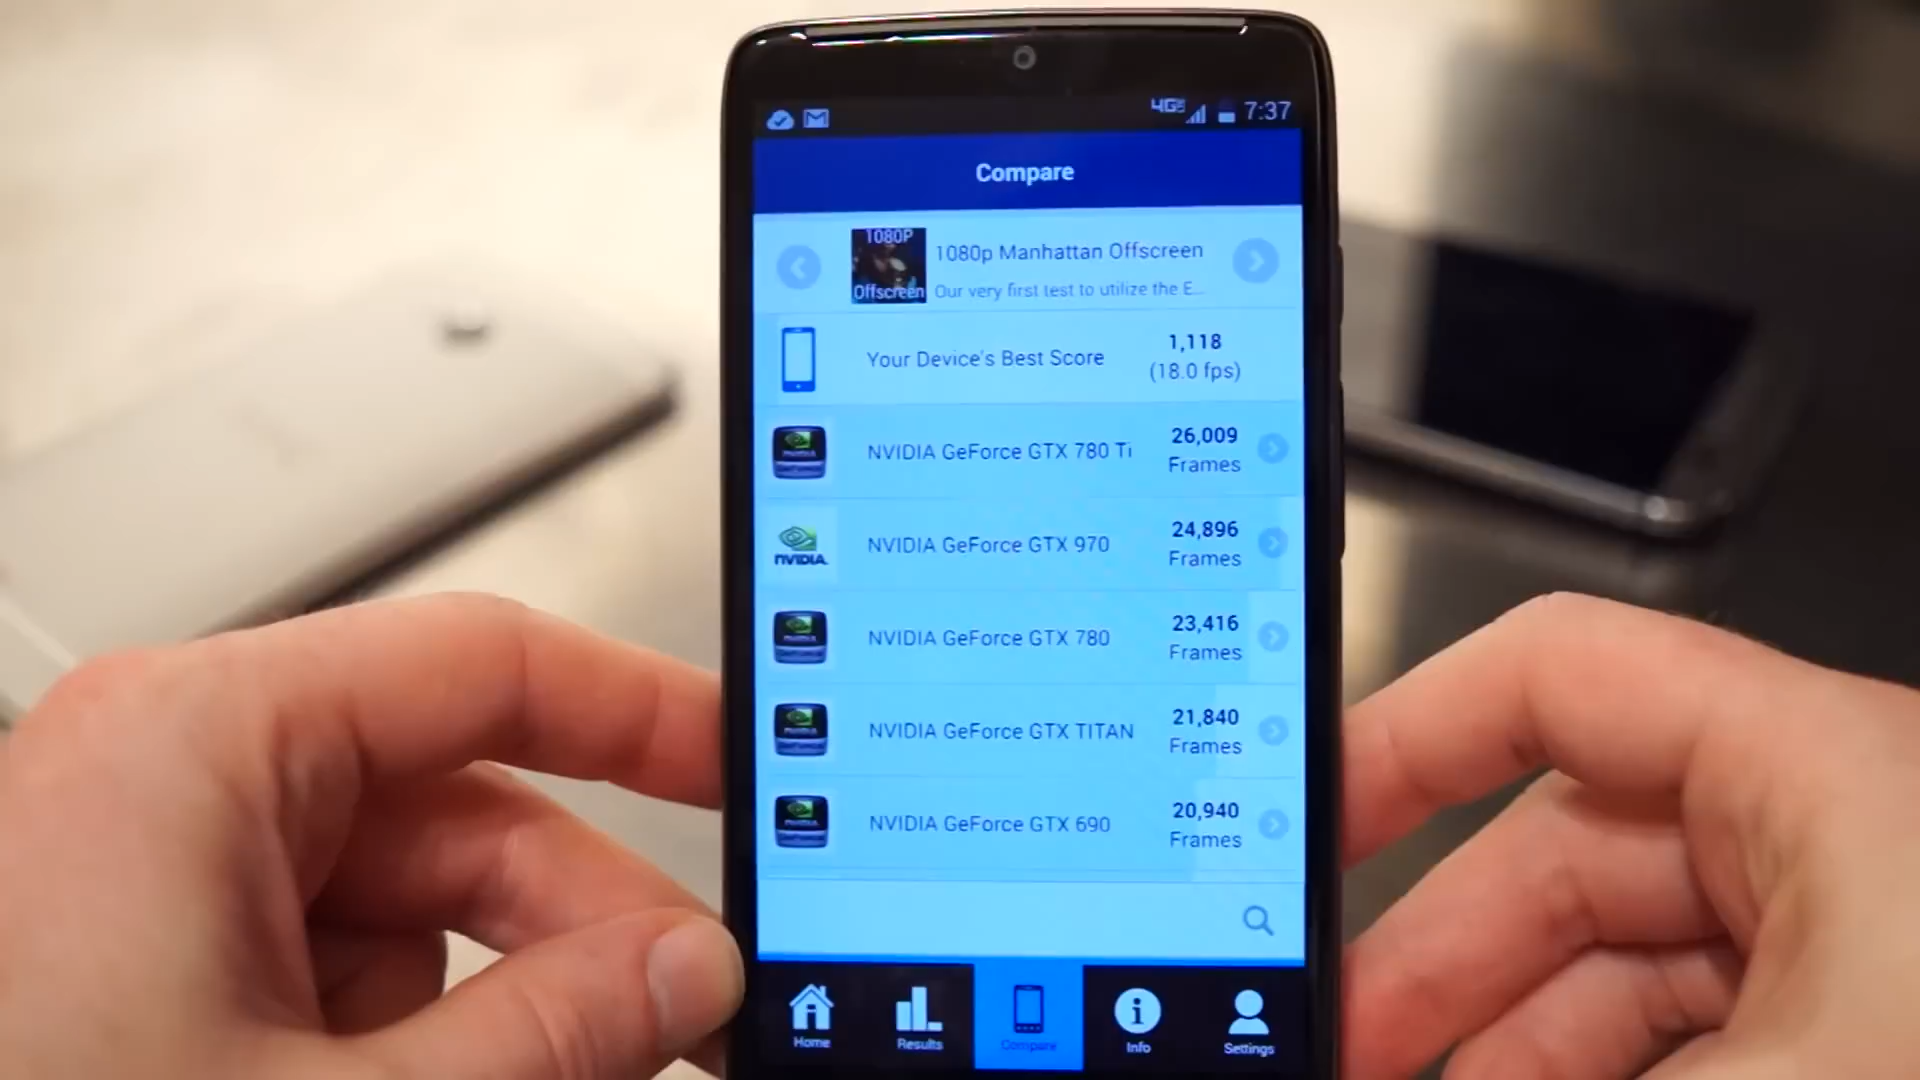 4G 7:37
Compare
1080P
Offscreen
1080p Manhattan Offscreen
Our very first test to utilize the E...
Your Device's Best Score
1,118
(18.0 fps)
NVIDIA GeForce GTX 780 Ti
26,009
Frames
NVIDIA
NVIDIA GeForce GTX 970
24,896
Frames
NVIDIA GeForce GTX 780
23,416
Frames
NVIDIA GeForce GTX TITAN
21,840
Frames
NVIDIA GeForce GTX 690
20,940
Frames
Home
Results
Compare
Info
Settings